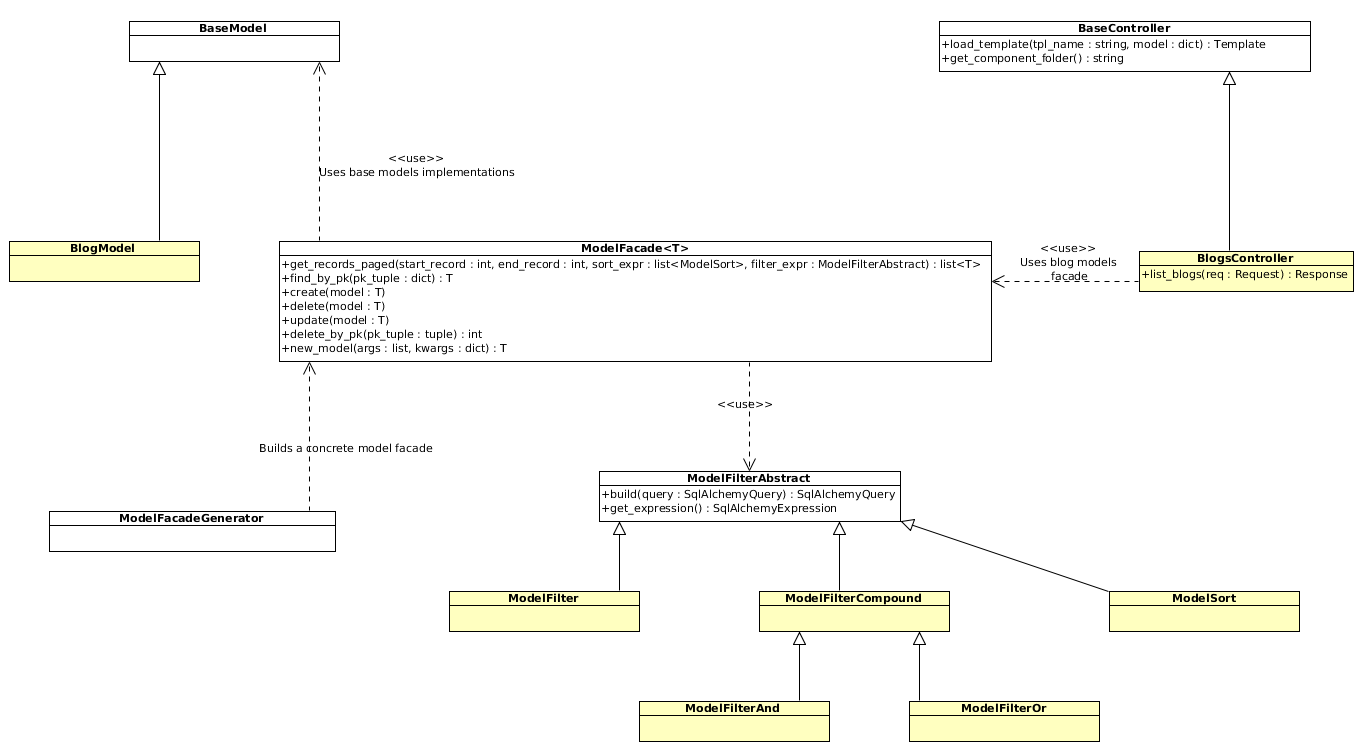 BaseModel
BaseController
+load_template(tpl_name : string, model : dict) : Template
+get_component_folder() : string
<<use>>
Uses base models implementations
BlogModel
ModelFacade<T>
+get_records_paged(start_record : int, end_record : int, sort_expr : list<ModelSort>, filter_expr : ModelFilterAbstract) : list<T>
+find_by_pk(pk_tuple : dict) : T
+create(model : T)
+delete(model : T)
+update(model : T)
+delete_by_pk(pk_tuple : tuple) : int
+new_model(args : list, kwargs : dict) : T
<<use>>
Uses blog models
facade
BlogsController
+list_blogs(req : Request) : Response
<<use>>
Builds a concrete model facade
ModelFacadeGenerator
ModelFilterAbstract
+build(query : SqlAlchemyQuery) : SqlAlchemyQuery
+get_expression() : SqlAlchemyExpression
ModelFilter
ModelFilterCompound
ModelSort
ModelFilterAnd
ModelFilterOr